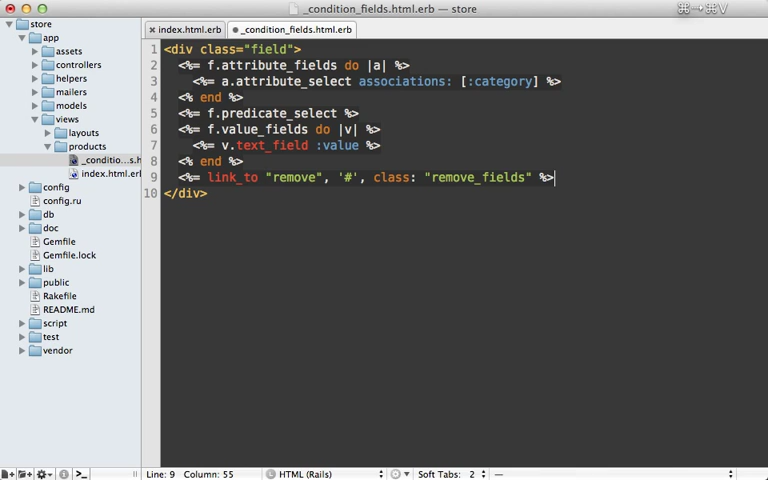 _condition_fields.html.erb — store
⌘→⌘V
store
index.html.erb
_condition_fields.html.erb
app
assets
controllers
helpers
mailers
models
views
layouts
products
_conditio...s.h
index.html.erl
config
config.ru
db
doc
Gemfile
Gemfile.lock
lib
public
Rakefile
README.md
script
test
vendor
1 <div class="field">
2 <%= f.attribute_fields do |a| %>
3 <%= a.attribute_select associations: [:category] %>
4 <% end %>
5 <%= f.predicate_select %>
6 <%= f.value_fields do |v| %>
7 <%= v.text_field :value %>
8 <% end %>
9 <%= link_to "remove", '#', class: "remove_fields" %>
10 </div>
Line: 9 Column: 55
HTML (Rails)
Soft Tabs: 2
—